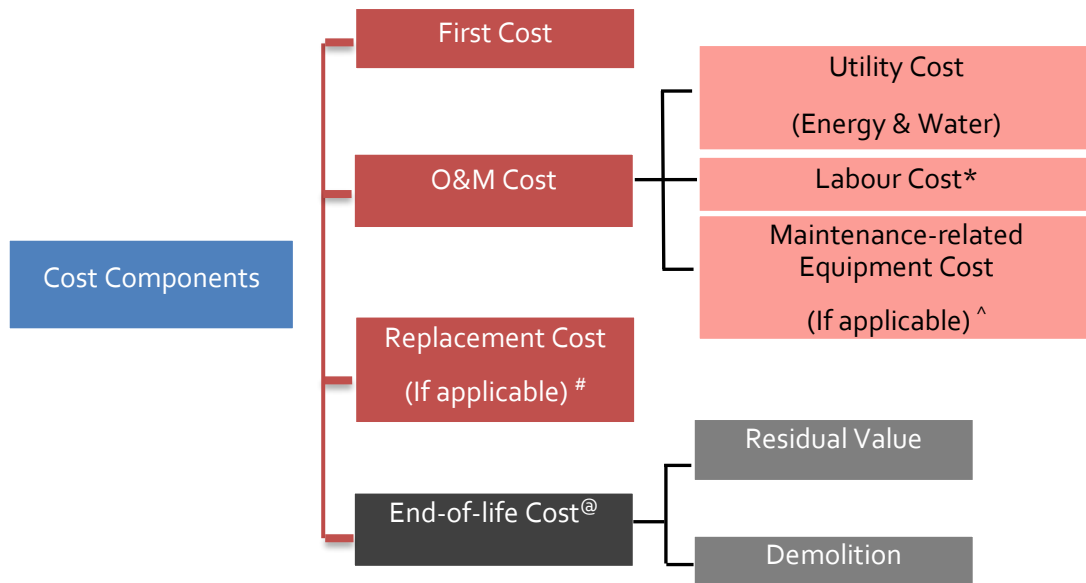 First Cost
Utility Cost
(Energy & Water)
O&M Cost
Labour Cost*
Maintenance-related
Equipment Cost
(If applicable) ^
Cost Components
Replacement Cost
(If applicable) #
Residual Value
End-of-life Cost@
Demolition